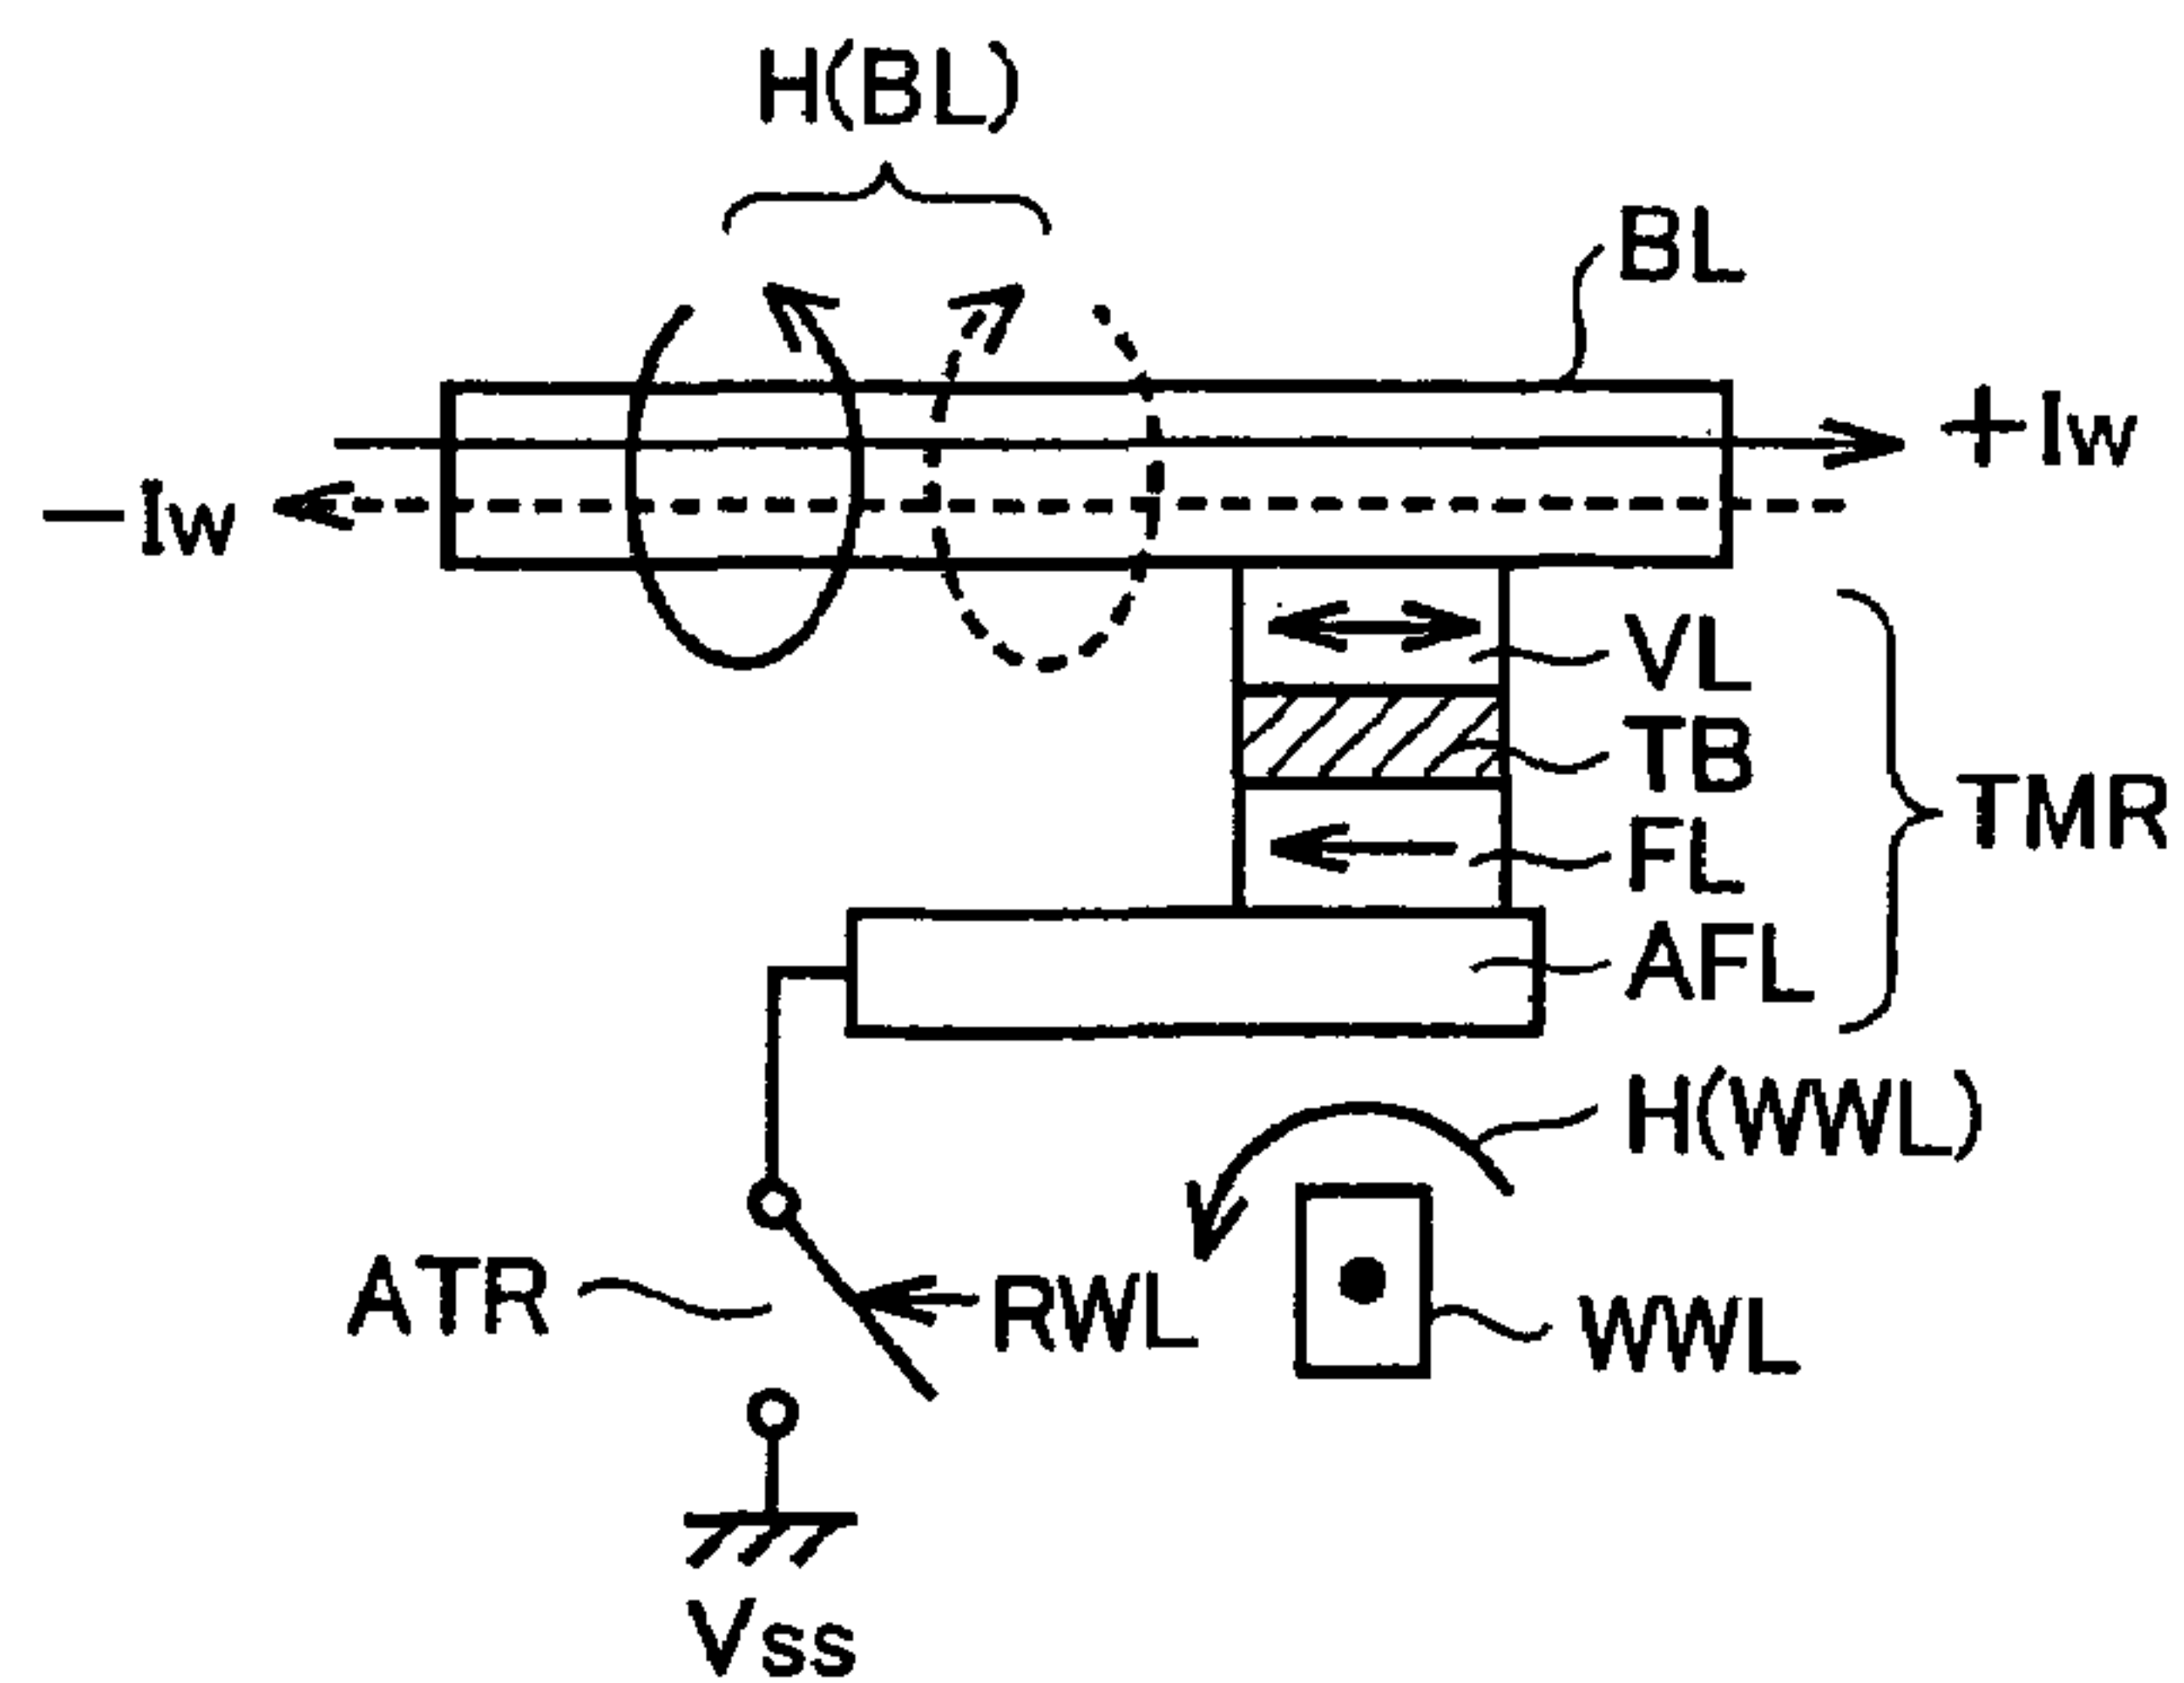 H(BL)
BL
+Iw
-Iw
VL
TB
TMR
FL
AFL
H(WWL)
ATR
RWL
WWL
Vss